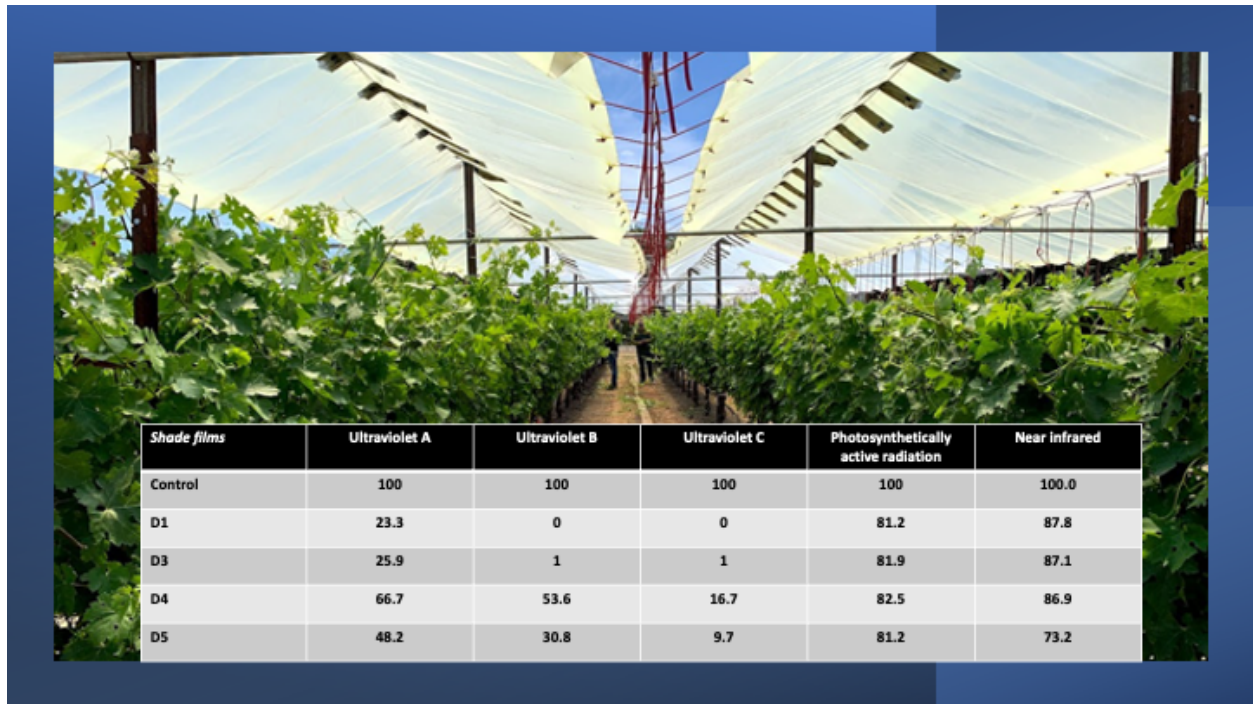 Shade films Ultraviolet A Ultraviolet B Ultraviolet C Photosynthetically active radiation Near infrared
Control 100 100 100 100 100.0
D1 23.3 0 0 81.2 87.8
D3 25.9 1 1 81.9 87.1
D4 66.7 53.6 16.7 82.5 86.9
D5 48.2 30.8 9.7 81.2 73.2